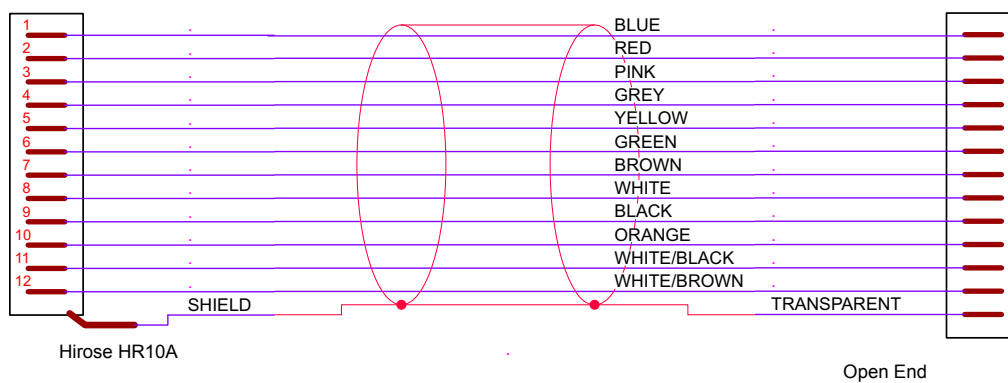 1 BLUE
2 RED
3 PINK
4 GREY
5 YELLOW
6 GREEN
7 BROWN
8 WHITE
9 BLACK
10 ORANGE
11 WHITE/BLACK
12 WHITE/BROWN
SHIELD TRANSPARENT
Hirose HR10A
Open End